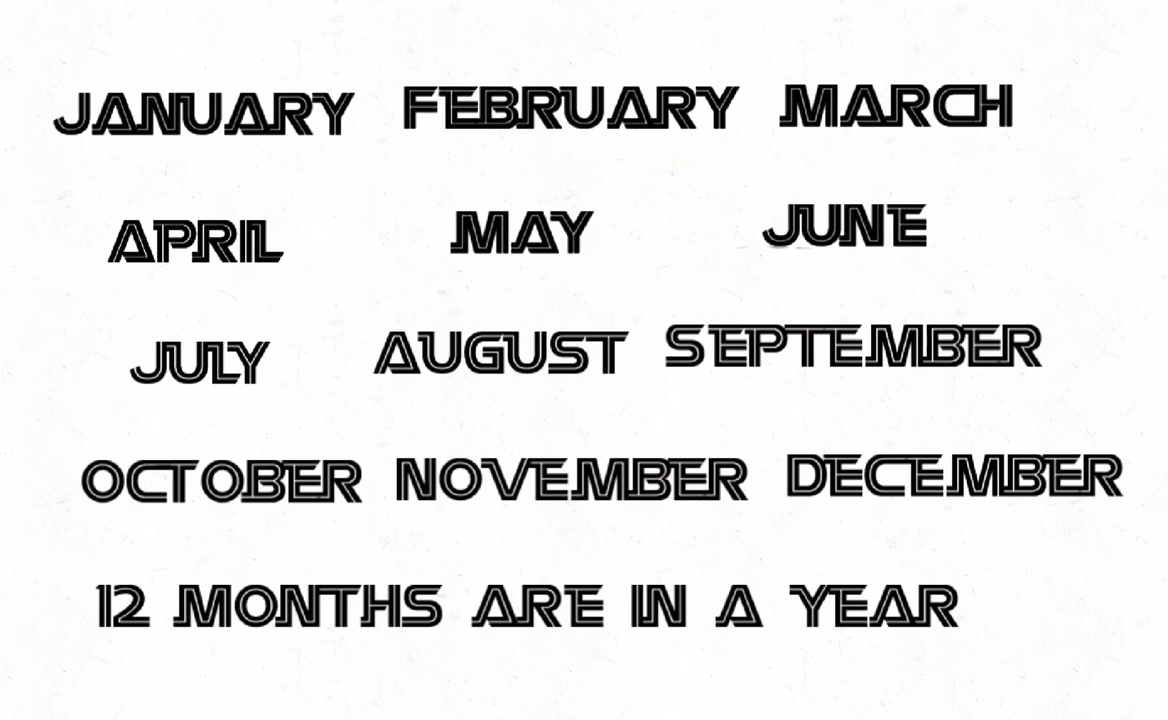 JANUARY FEBRUARY MARCH
APRIL MAY JUNE
JULY AUGUST SEPTEMBER
OCTOBER NOVEMBER DECEMBER
12 MONTHS ARE IN A YEAR